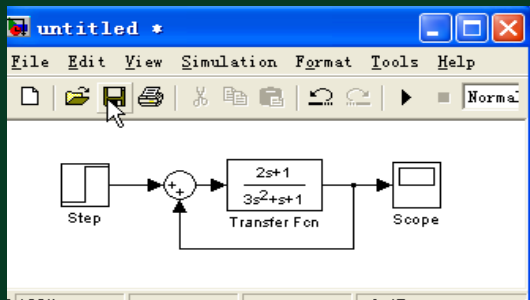 untitled *
File Edit View Simulation Format Tools Help
Normal
2s+1
3s²+s+1
Step
Transfer Fcn
Scope